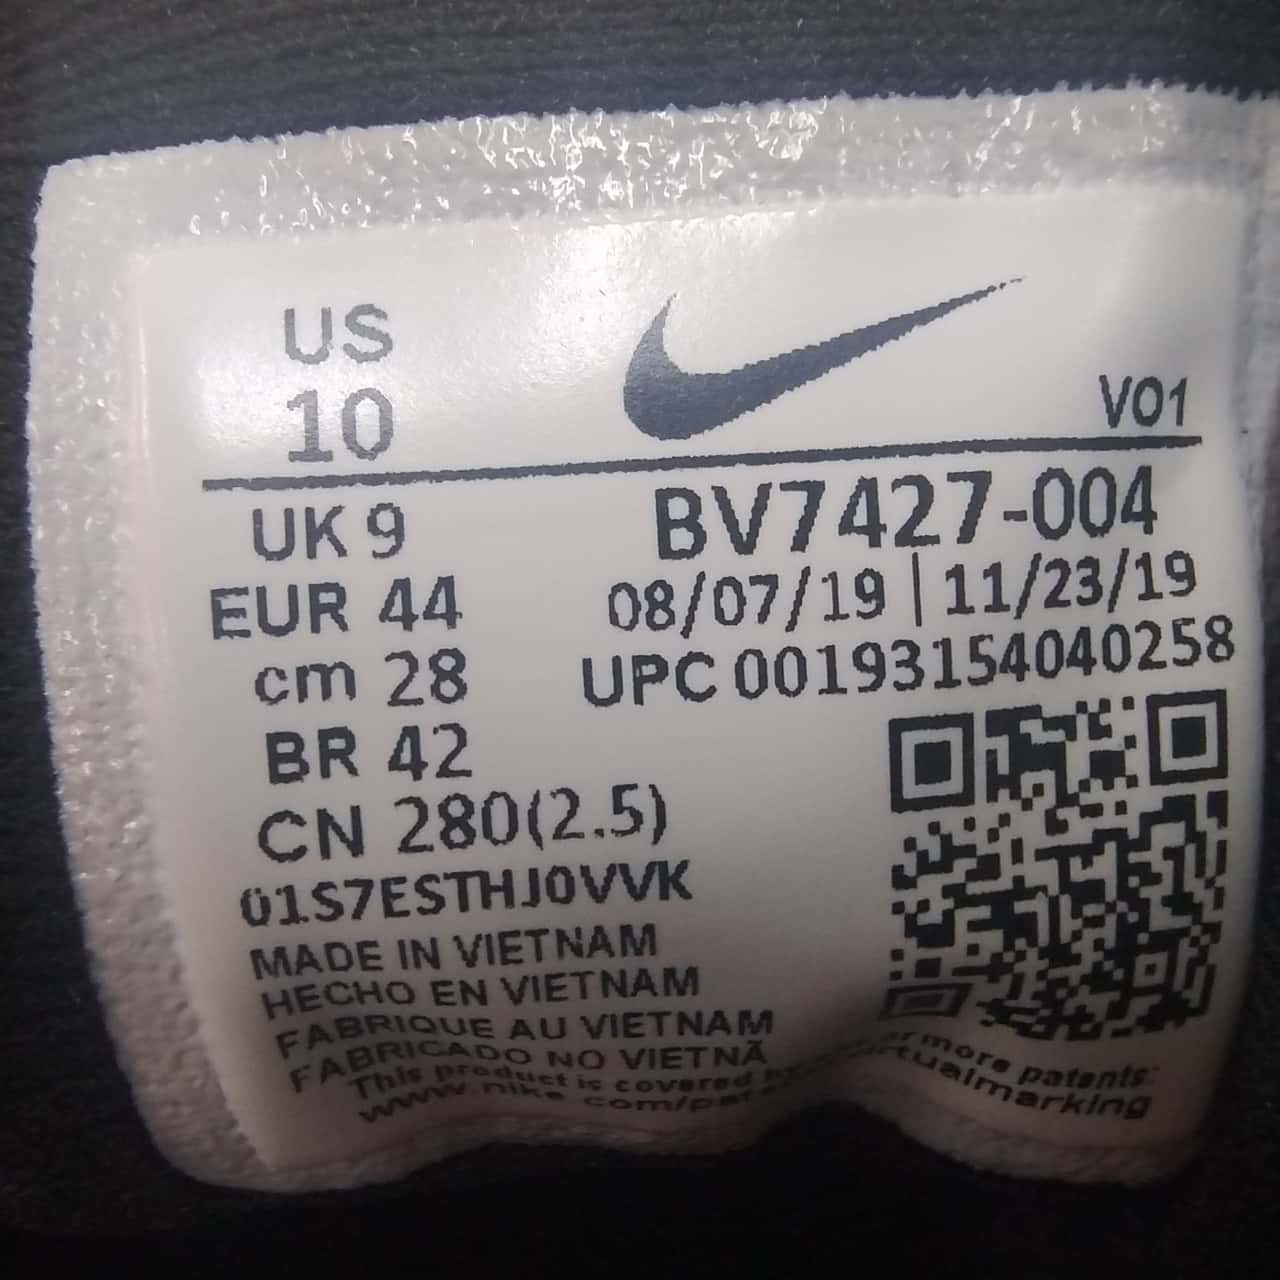 US
10
V01
UK 9
EUR 44
cm 28
BR 42
CN 280(2.5)
BV7427-004
08/07/19 | 11/23/19
UPC 00193154040258
01S7ESTHJ0VVK
MADE IN VIETNAM
HECHO EN VIETNAM
FABRIQUE AU VIETNAM
FABRICADO NO VIETNÃ
This product is covered more patents:
www.nike.com/